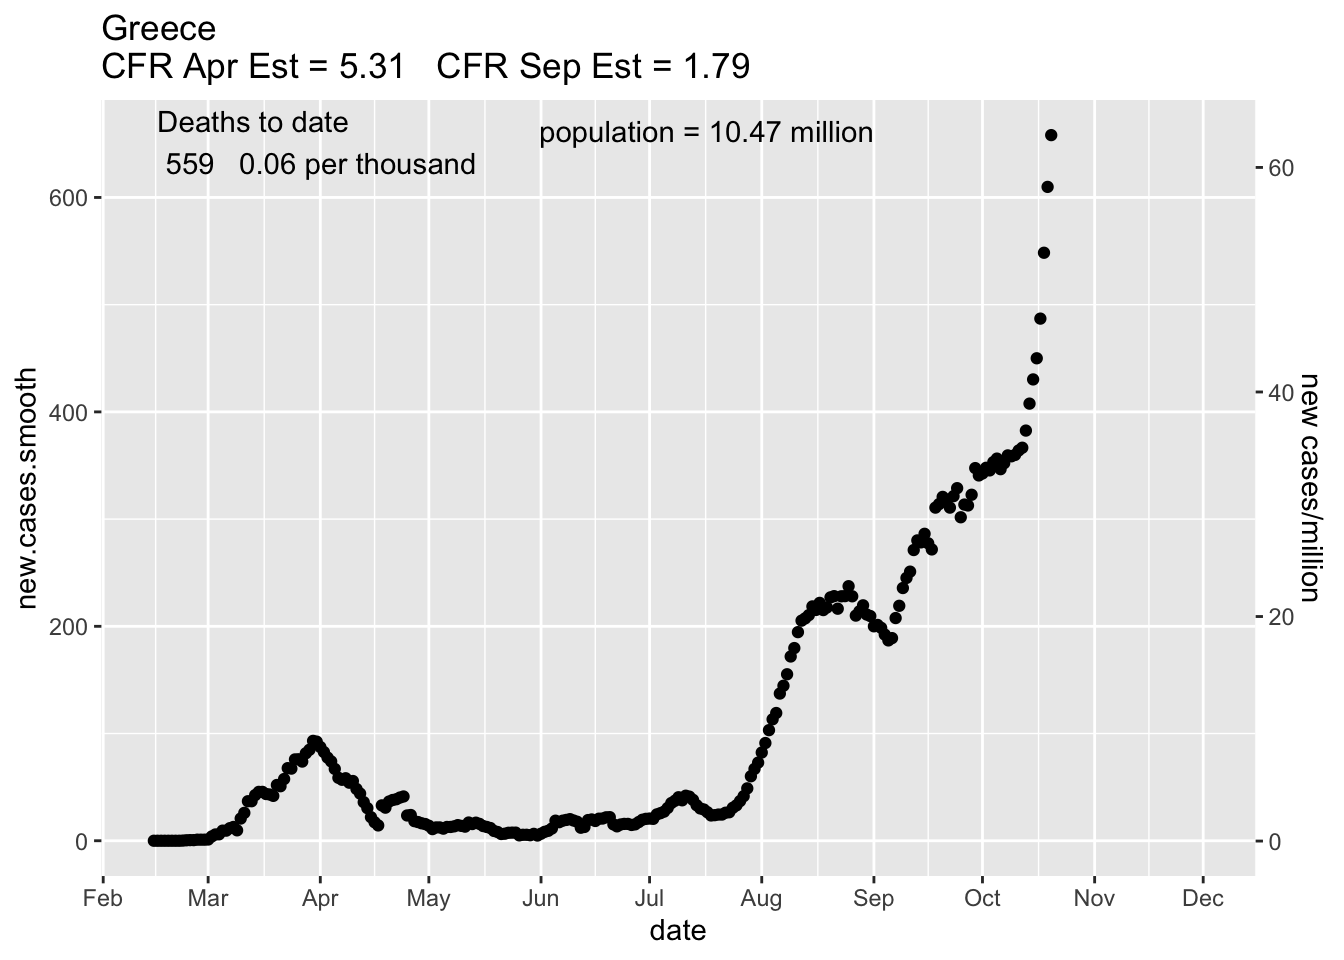 Greece
CFR Apr Est = 5.31   CFR Sep Est = 1.79
Deaths to date
559   0.06 per thousand
population = 10.47 million
600
400
200
0
new.cases.smooth
60
40
20
0
new cases/million
Feb Mar Apr May Jun Jul Aug Sep Oct Nov Dec
date